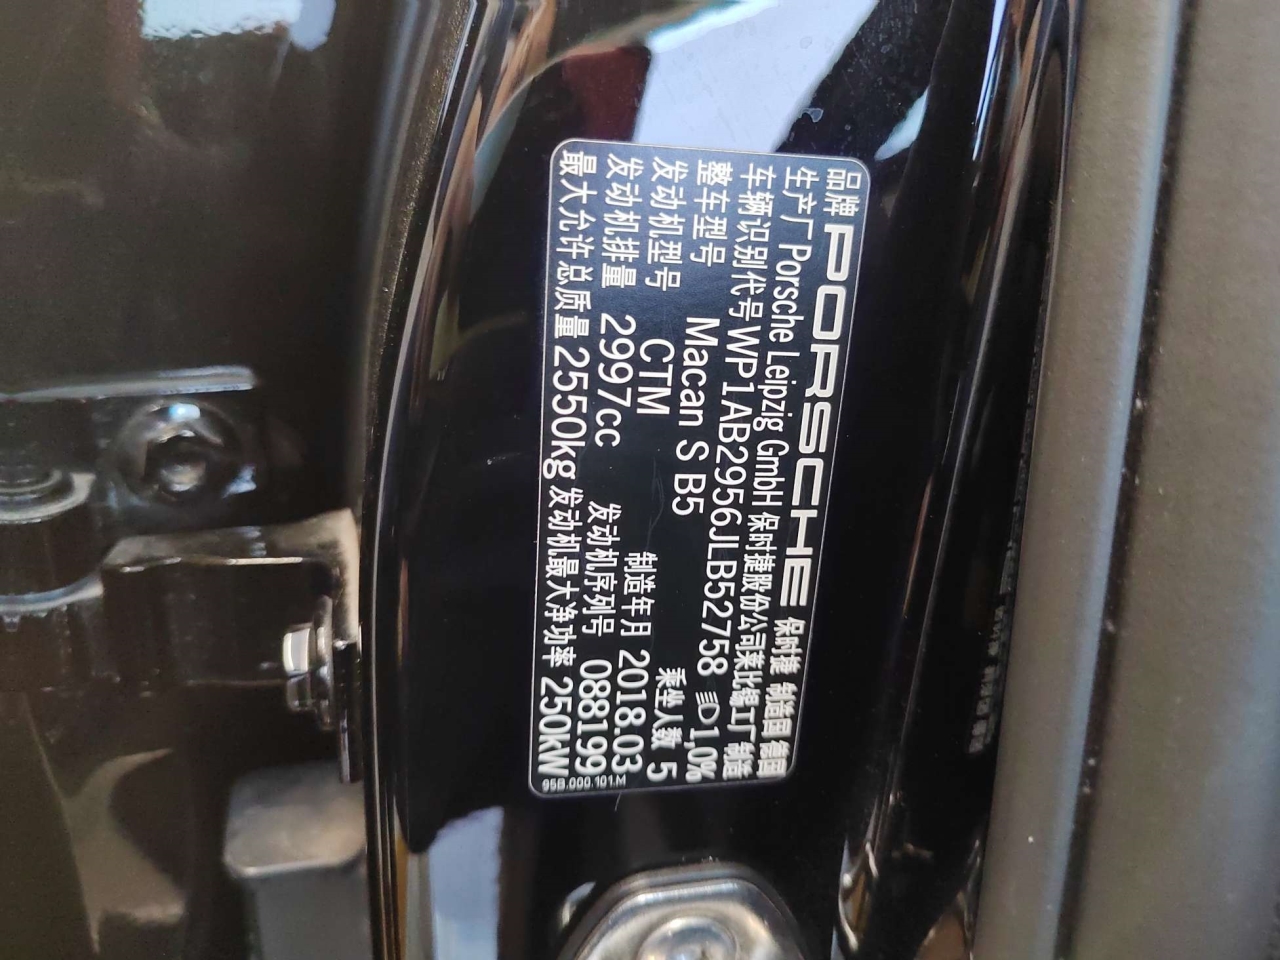 品牌 PORSCHE 保时捷 制造国 德国
生产厂 Porsche Leipzig GmbH 保时捷股份公司莱比锡工厂 制造
车辆识别代号 WP1AB2956JLB52758 1,0%
整车型号 Macan S B5 乘坐人数 5
发动机型号 CTM 制造年月 2018.03
发动机排量 2997cc 发动机序列号 088199
最大允许总质量 2550kg 发动机最大净功率 250kW
95B.000.101.M